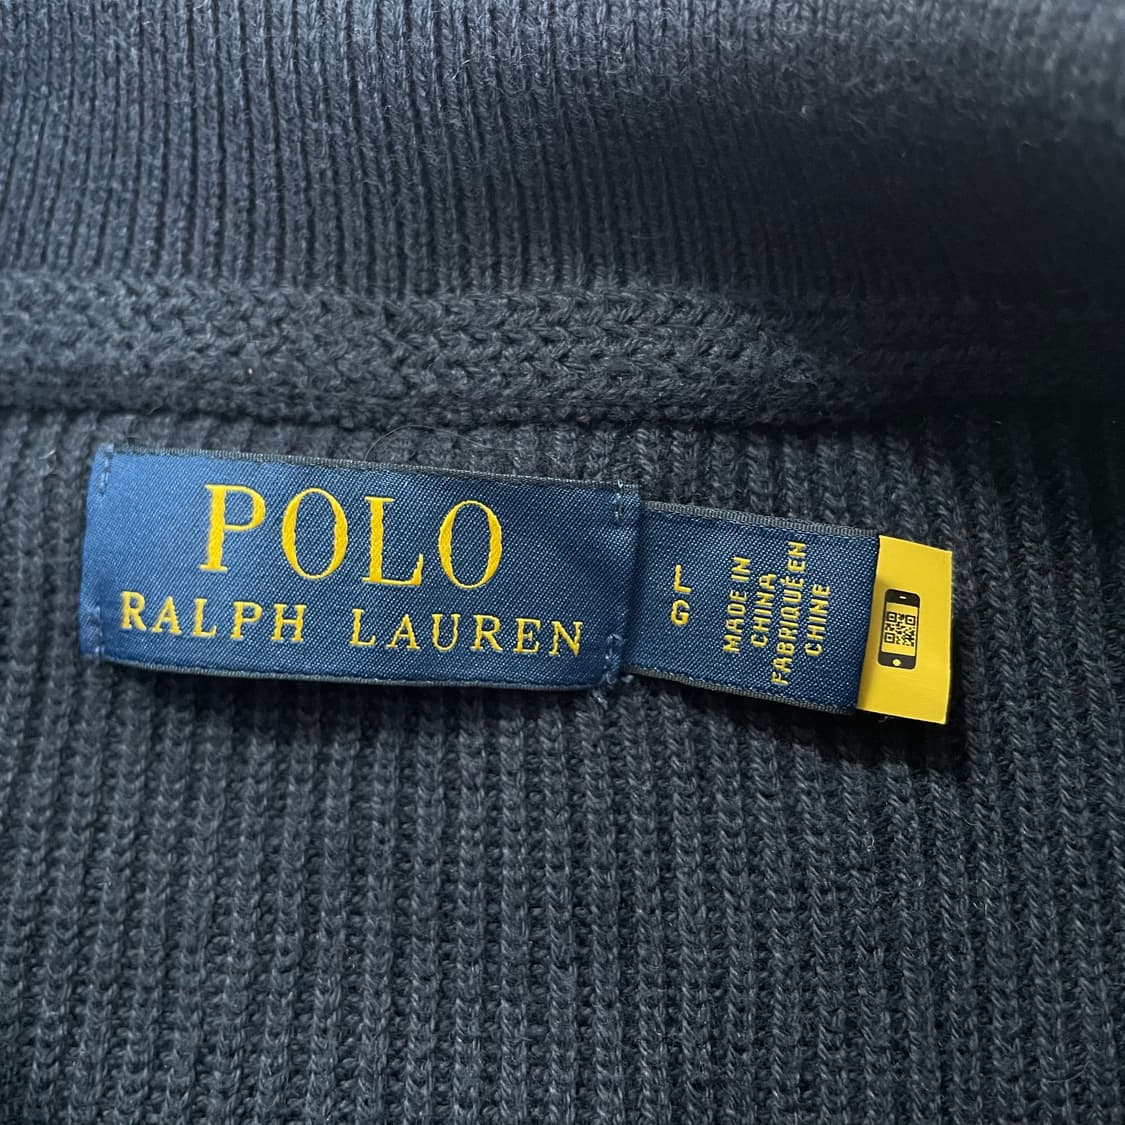 POLO
RALPH LAUREN
L
G
MADE IN
CHINA
FABRIQUÉ EN
CHINE